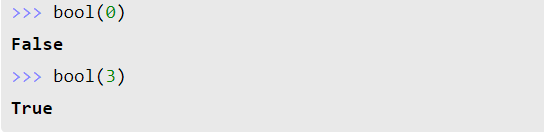 >>> bool(0)
False
>>> bool(3)
True